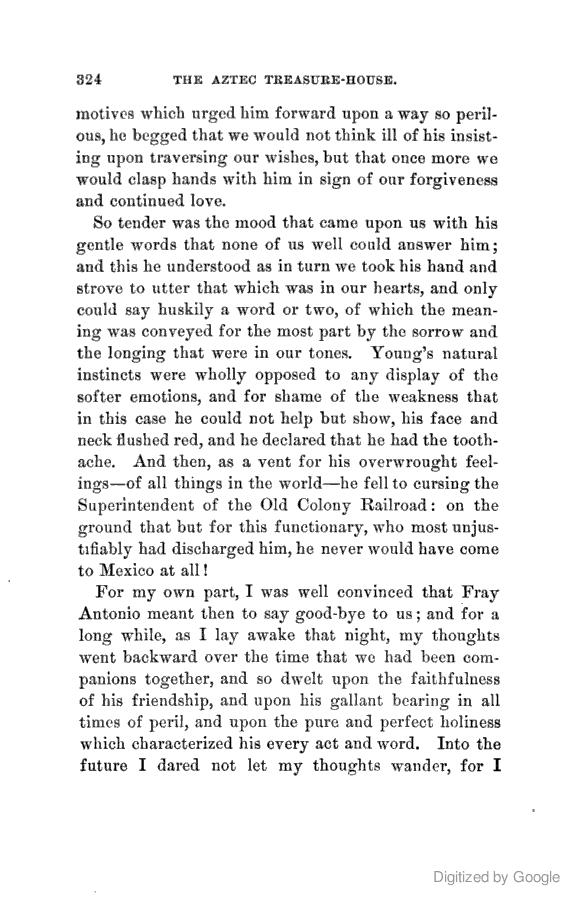 324 THE AZTEC TREASURE-HOUSE.
motives which urged him forward upon a way so peril-
ous, he begged that we would not think ill of his insist-
ing upon traversing our wishes, but that once more we
would clasp hands with him in sign of our forgiveness
and continued love.
So tender was the mood that came upon us with his
gentle words that none of us well could answer him;
and this he understood as in turn we took his hand and
strove to utter that which was in our hearts, and only
could say huskily a word or two, of which the mean-
ing was conveyed for the most part by the sorrow and
the longing that were in our tones. Young's natural
instincts were wholly opposed to any display of the
softer emotions, and for shame of the weakness that
in this case he could not help but show, his face and
neck flushed red, and he declared that he had the tooth-
ache. And then, as a vent for his overwrought feel-
ings—of all things in the world—he fell to cursing the
Superintendent of the Old Colony Railroad: on the
ground that but for this functionary, who most unjus-
tifiably had discharged him, he never would have come
to Mexico at all!
For my own part, I was well convinced that Fray
Antonio meant then to say good-bye to us; and for a
long while, as I lay awake that night, my thoughts
went backward over the time that we had been com-
panions together, and so dwelt upon the faithfulness
of his friendship, and upon his gallant bearing in all
times of peril, and upon the pure and perfect holiness
which characterized his every act and word. Into the
future I dared not let my thoughts wander, for I
Digitized by Google